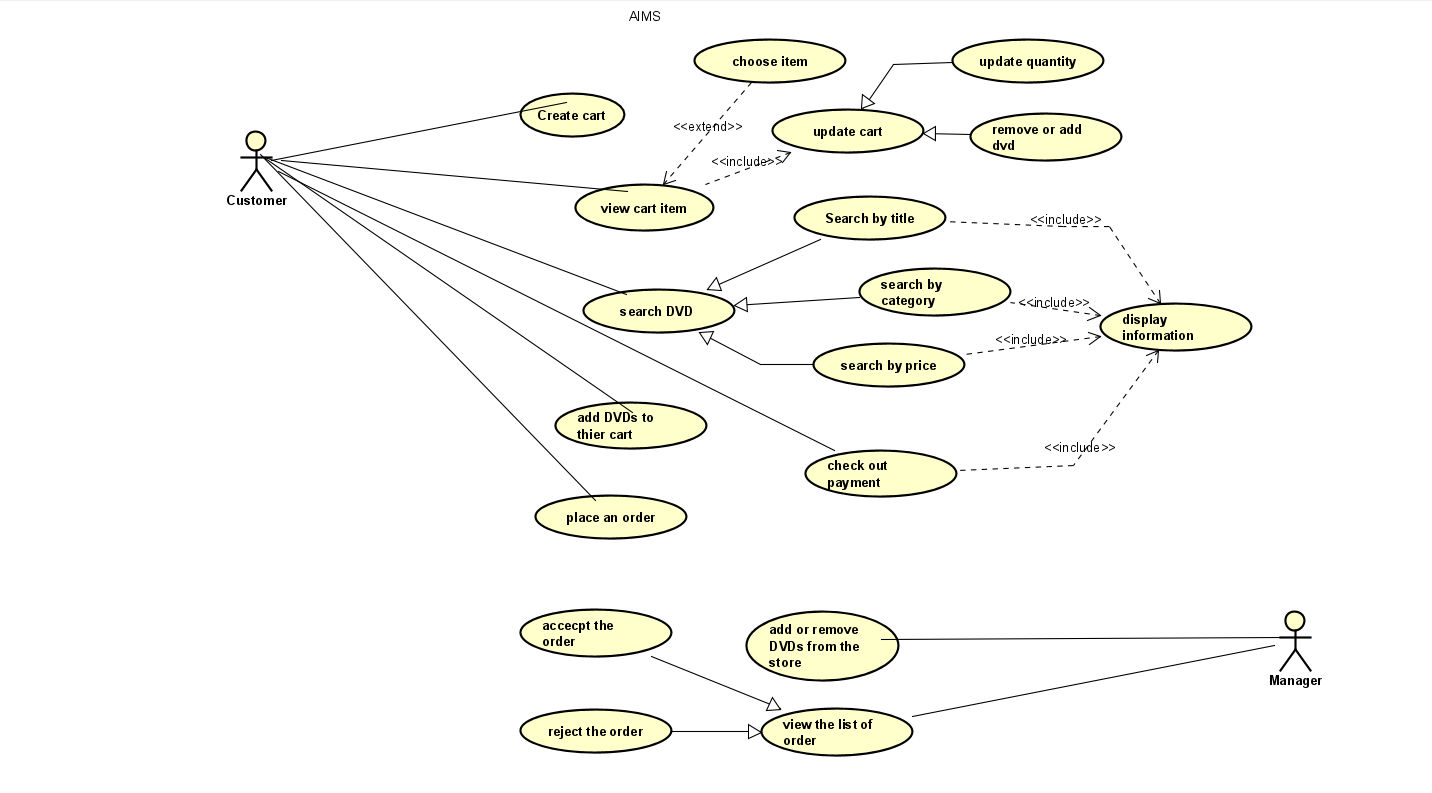 AIMS
choose item
update quantity
Create cart
<<extend>>
update cart
remove or add
dvd
<<include>>
Customer
view cart item
Search by title
<<include>>
search by
category
<<include>>
search DVD
display
information
<<include>>
search by price
add DVDs to
thier cart
<<include>>
check out
payment
place an order
accecpt the
order
add or remove
DVDs from the
store
Manager
reject the order
view the list of
order